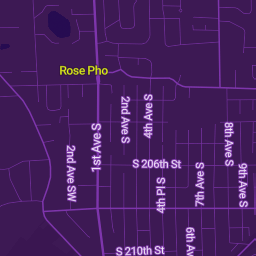 Rose Pho
2nd Ave S
4th Ave S
1st Ave S
8th Ave S
2nd Ave SW
S 206th St
4th Pl S
7th Ave S
9th Ave S
6th Av
S 210th St